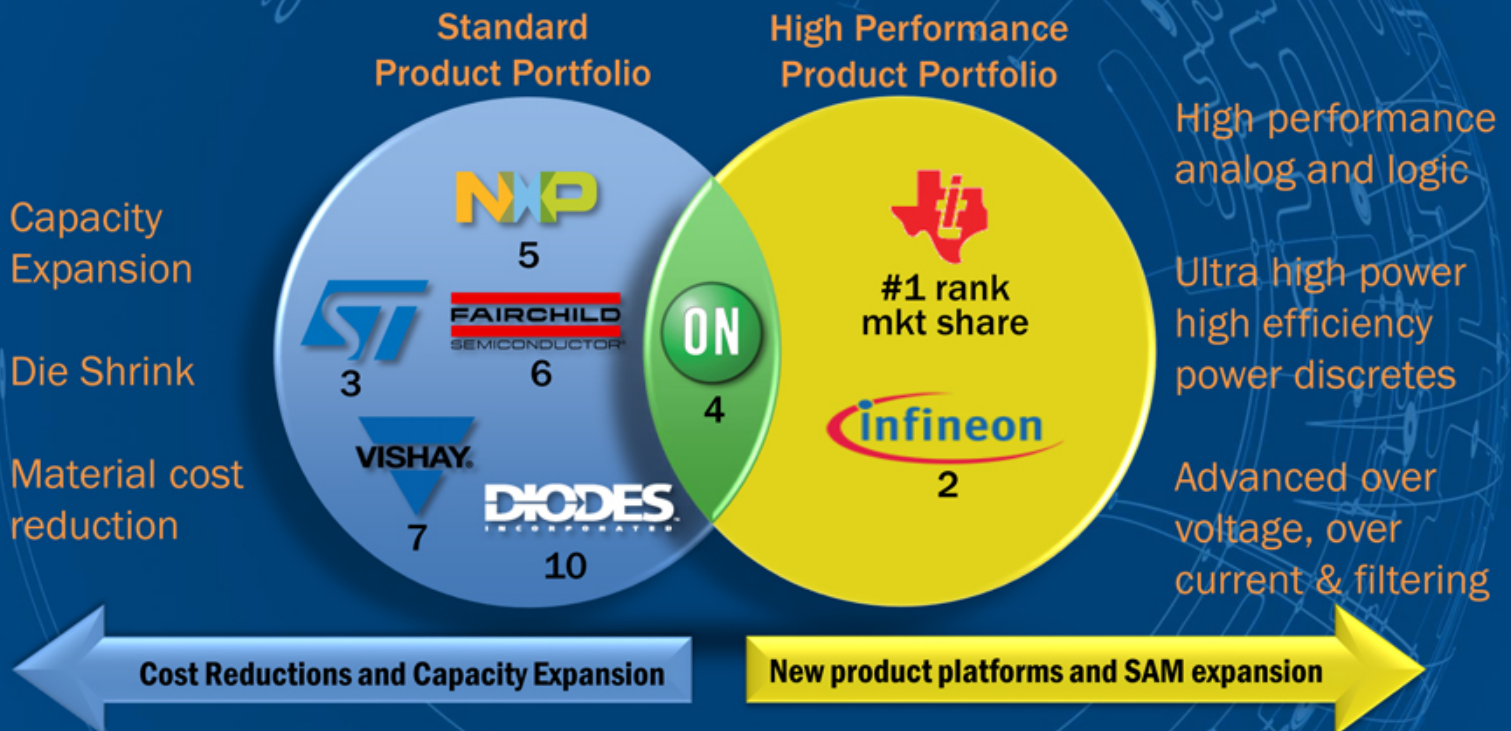 Standard
Product Portfolio
High Performance
Product Portfolio
Capacity
Expansion
Die Shrink
Material cost
reduction
NXP
5
ST
3
FAIRCHILD
SEMICONDUCTOR®
6
VISHAY.
7
DIODES™
INCORPORATED
10
ON
4
ti
#1 rank
mkt share
infineon
2
High performance
analog and logic
Ultra high power
high efficiency
power discretes
Advanced over
voltage, over
current & filtering
Cost Reductions and Capacity Expansion
New product platforms and SAM expansion